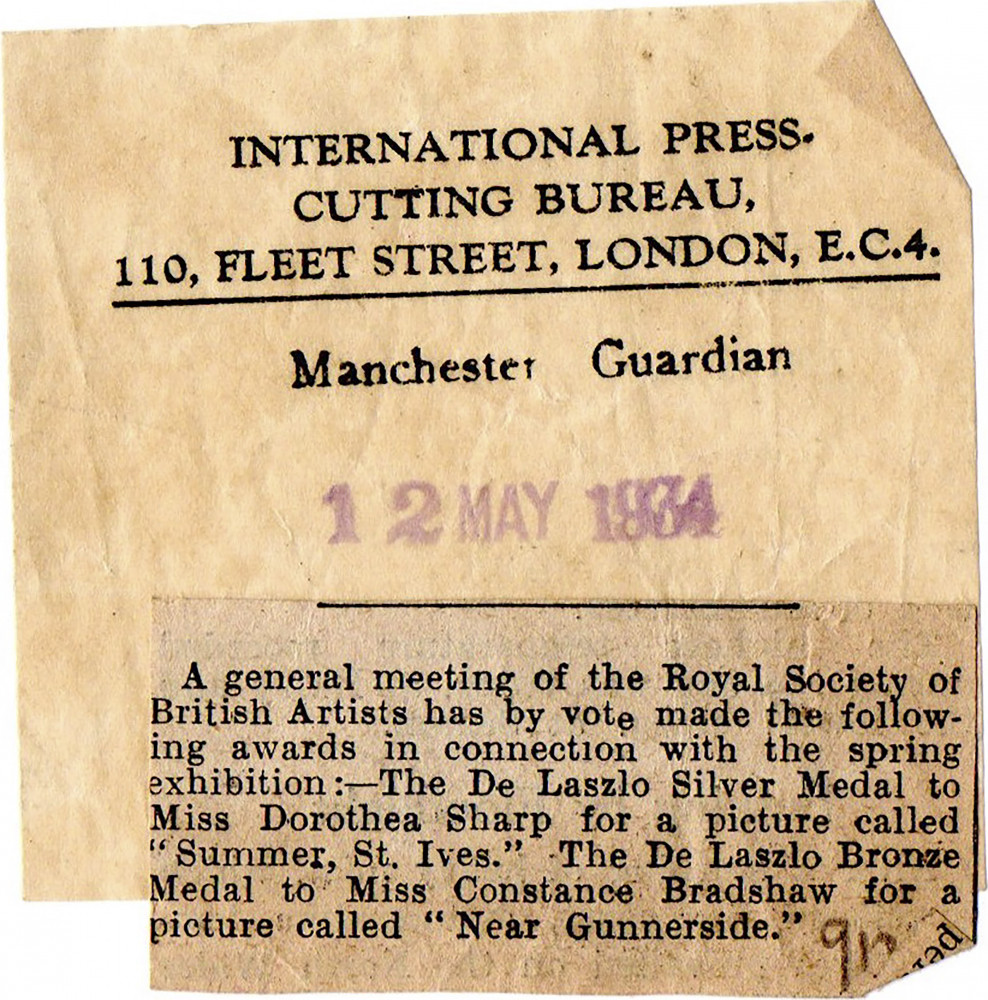 INTERNATIONAL PRESS-
CUTTING BUREAU,
110, FLEET STREET, LONDON, E.C.4.
Manchester Guardian
12 MAY 1934
A general meeting of the Royal Society of
British Artists has by vote made the follow-
ing awards in connection with the spring
exhibition:—The De Laszlo Silver Medal to
Miss Dorothea Sharp for a picture called
“Summer, St. Ives.” The De Laszlo Bronze
Medal to Miss Constance Bradshaw for a
picture called “Near Gunnerside.”